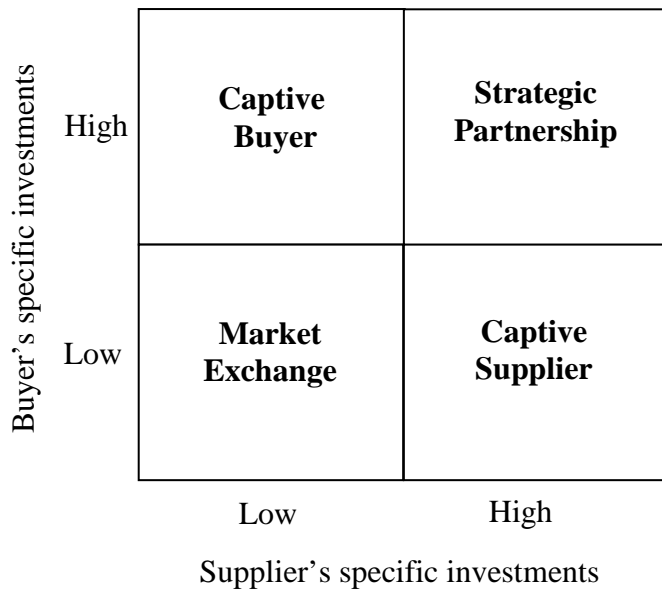 Buyer’s specific investments
High
Captive
Buyer
Strategic
Partnership
Low
Market
Exchange
Captive
Supplier
Low
High
Supplier’s specific investments